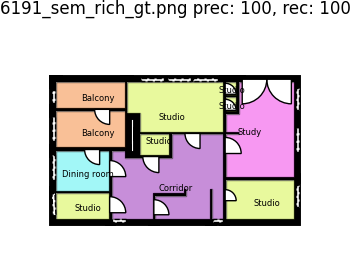 6191_sem_rich_gt.png prec: 100, rec: 100
Studio
Balcony
Studio
Studio
Balcony
Study
Studio
Dining room
Corridor
Studio
Studio